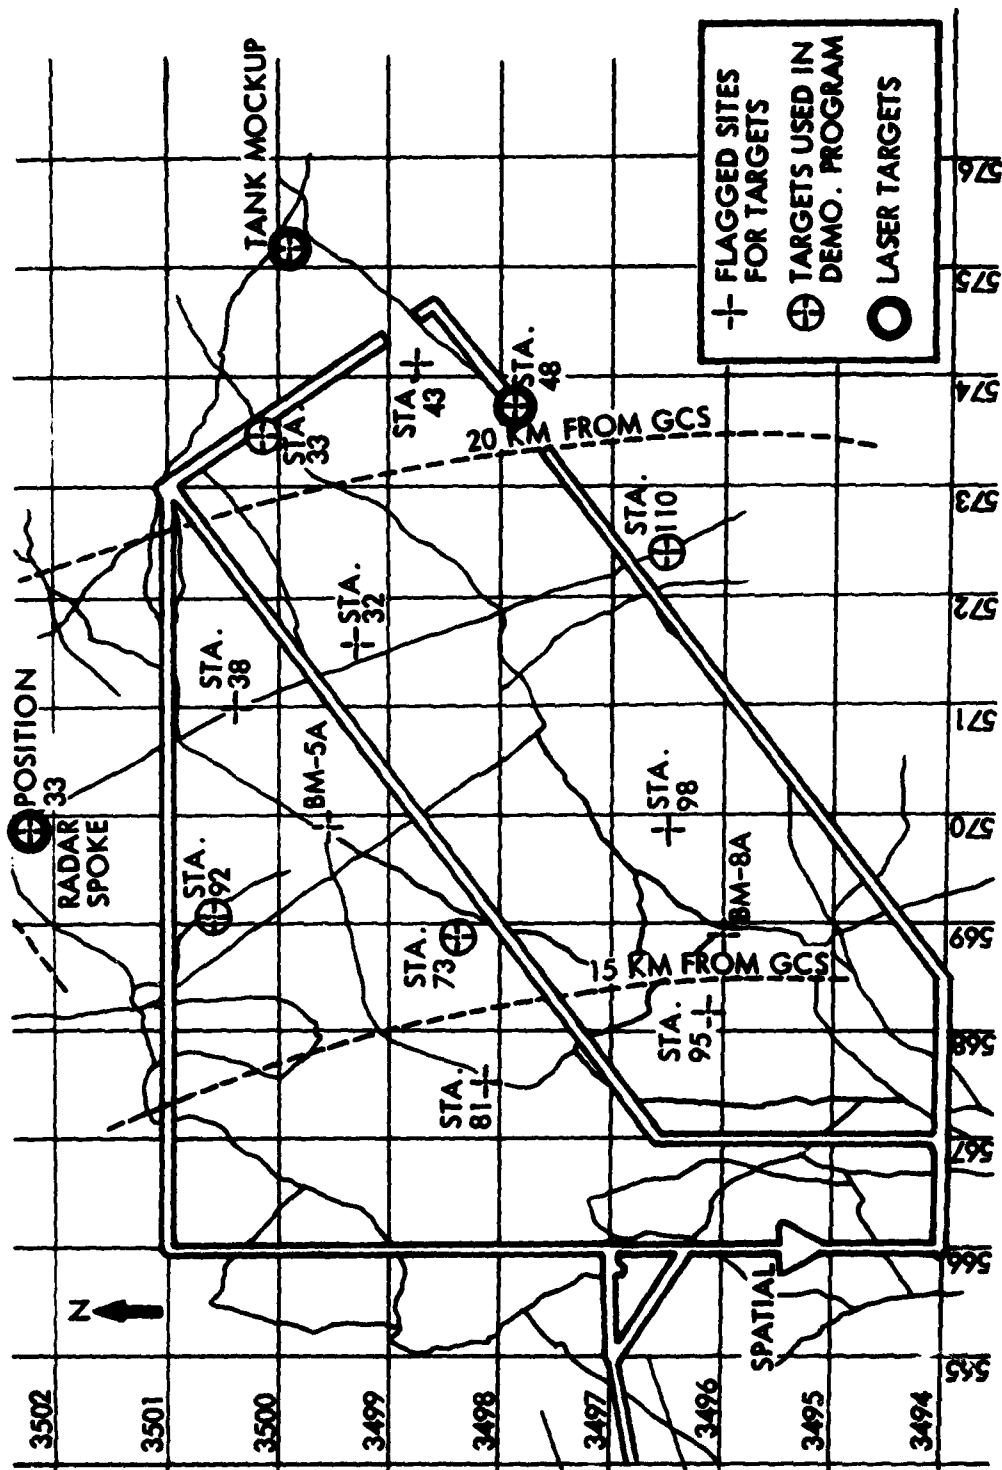 TANK MOCKUP
FLAGGED SITES
FOR TARGETS
TARGETS USED IN
DEMO. PROGRAM
LASER TARGETS
POSITION
33
RADAR
SPOKE
STA.
33
STA.
43
STA.
48
20 KM FROM GCS
STA.
110
STA.
32
STA.
38
BM-5A
STA.
98
STA.
92
BM-8A
STA.
73
15 KM FROM GCS
STA.
95
STA.
81
N
SPATIAL
3502
3501
3500
3499
3498
3497
3496
3495
3494
565
566
567
568
569
570
571
572
573
574
575
576